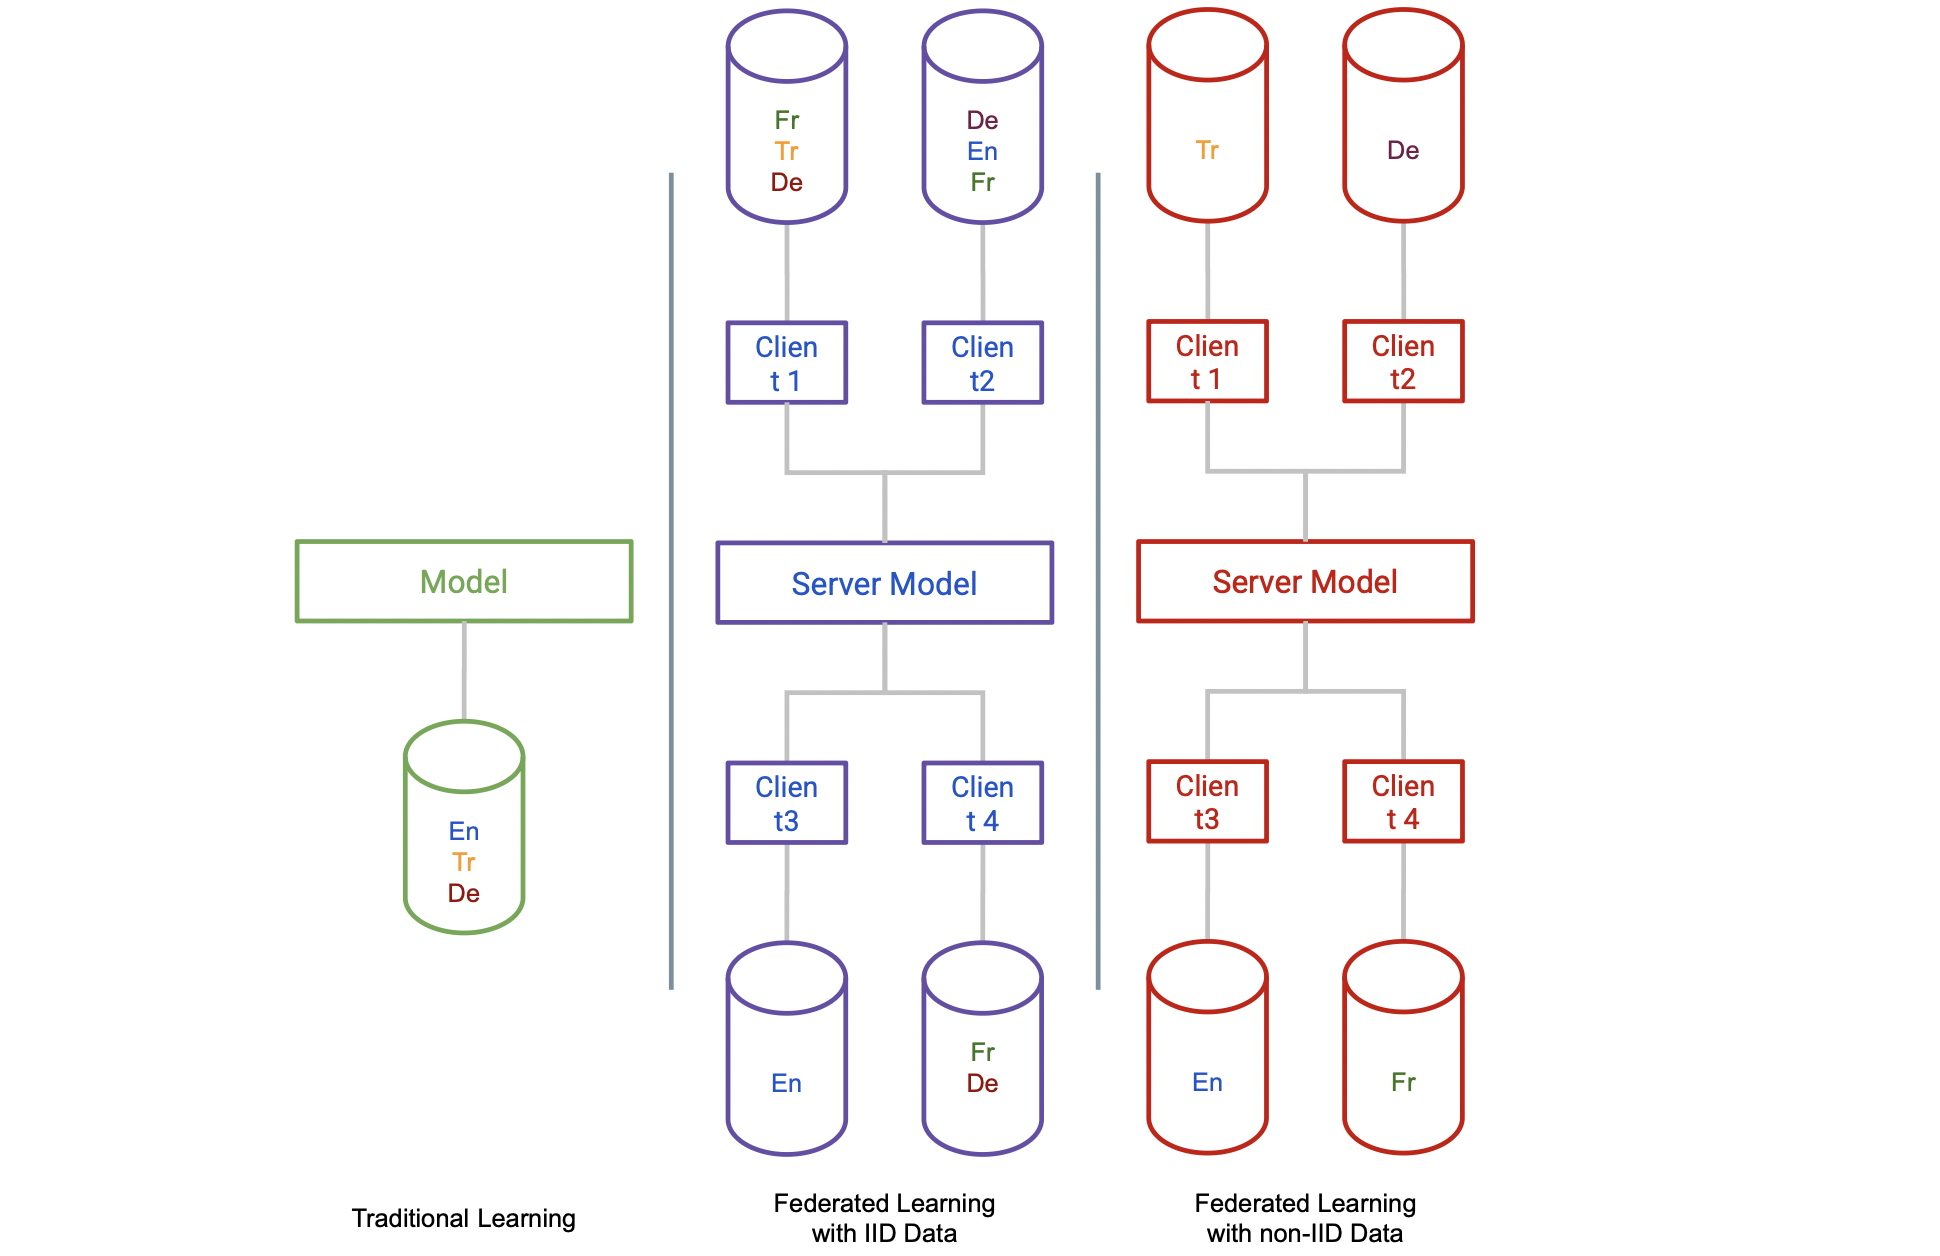 Fr
Tr
De
De
En
Fr
Tr
De
Clien
t 1
Clien
t2
Clien
t 1
Clien
t2
Model
Server Model
Server Model
Clien
t3
Clien
t 4
Clien
t3
Clien
t 4
En
Tr
De
En
Fr
De
En
Fr
Traditional Learning
Federated Learning
with IID Data
Federated Learning
with non-IID Data